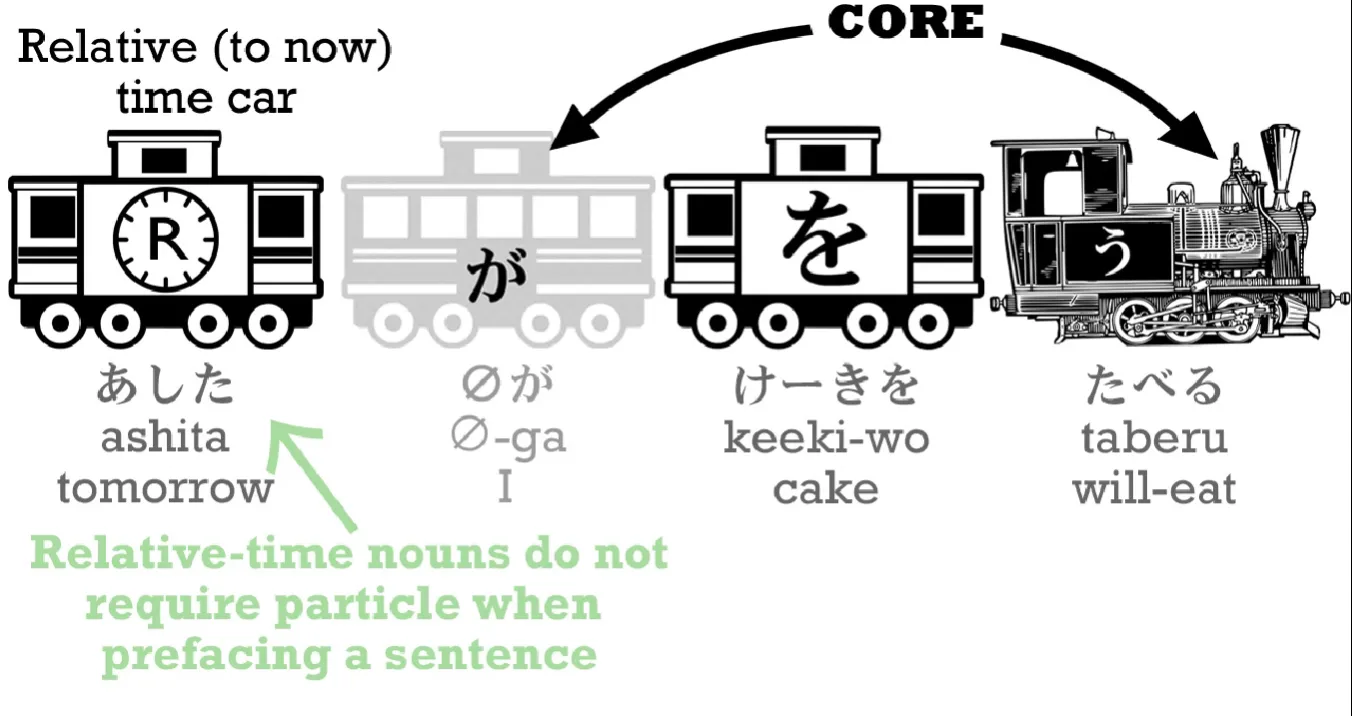 CORE
Relative (to now)
time car
R
が
を
う
あした
ashita
tomorrow
∅が
∅-ga
I
けーきを
keeki-wo
cake
たべる
taberu
will-eat
Relative-time nouns do not
require particle when
prefacing a sentence